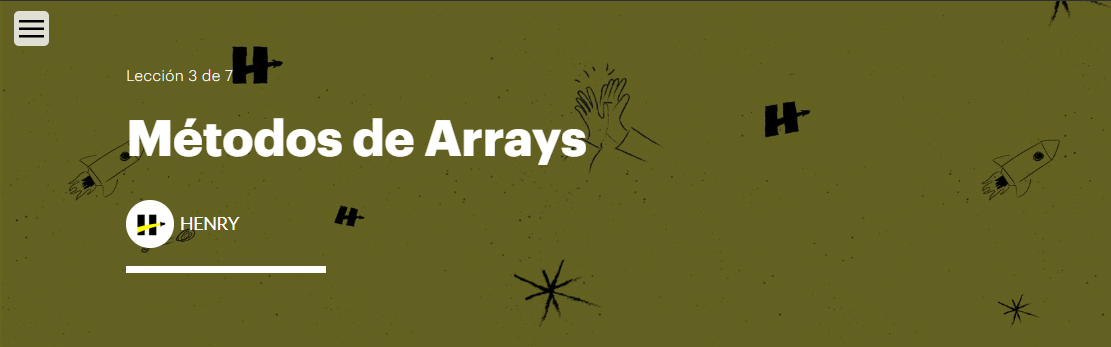 Lección 3 de 7
Métodos de Arrays
HENRY